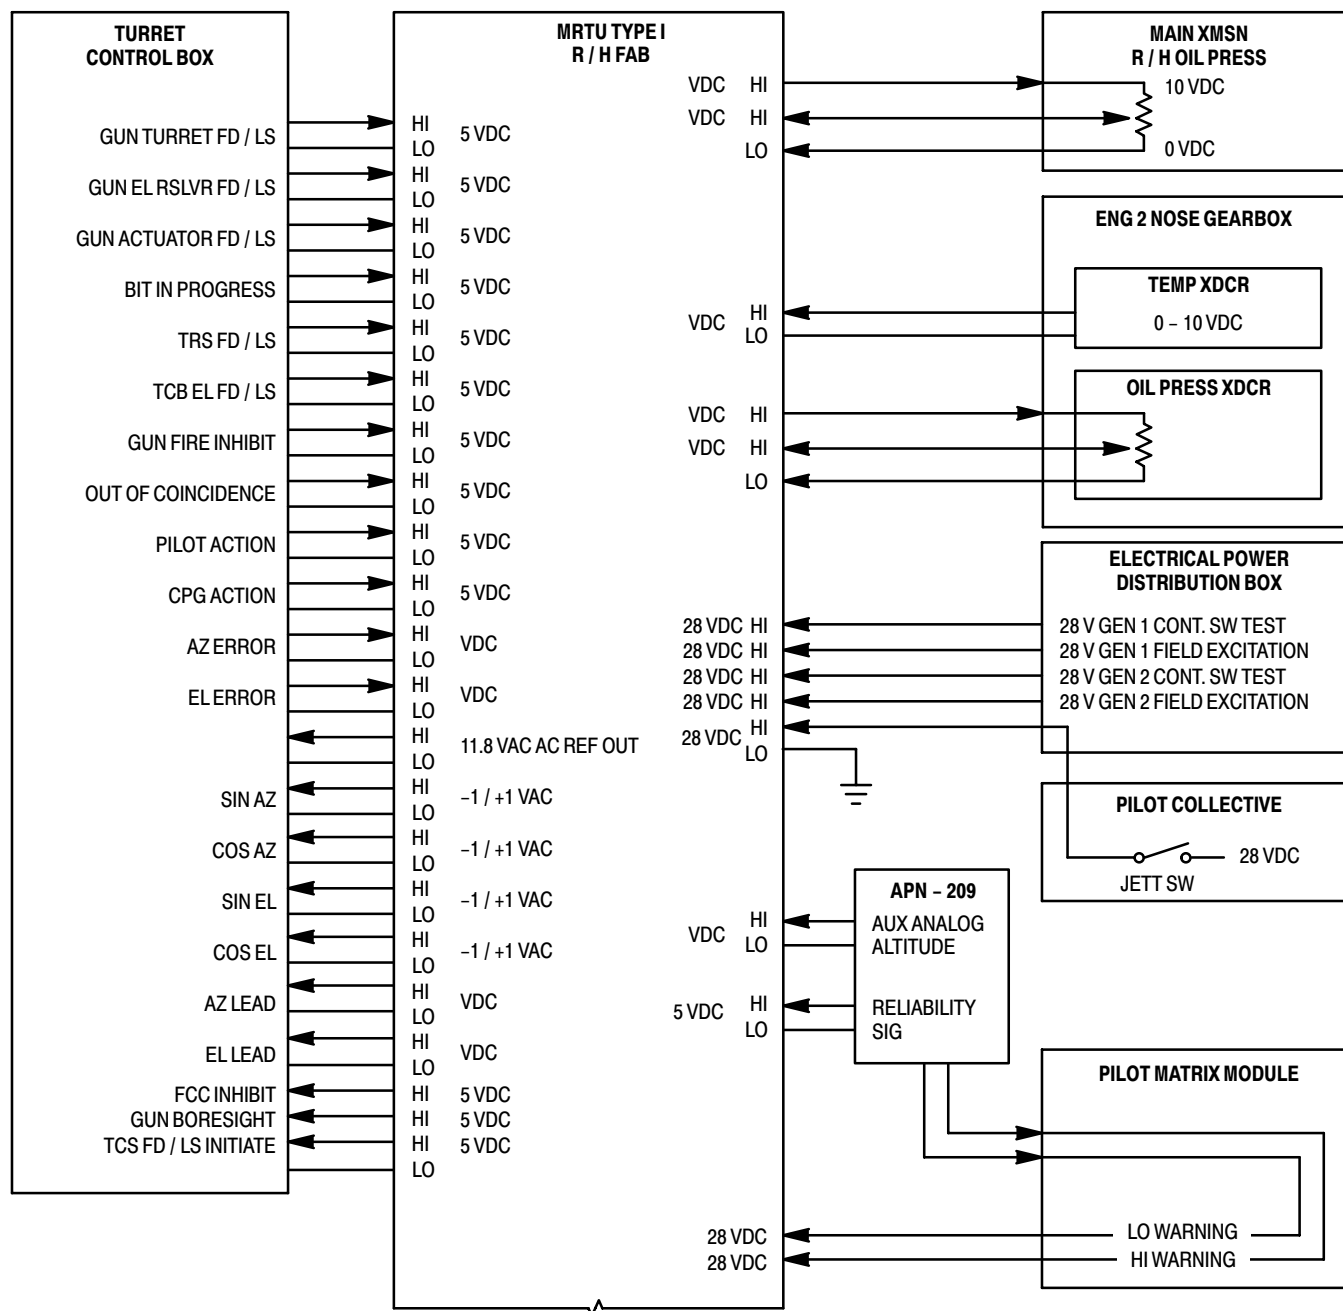 TURRET
CONTROL BOX
GUN TURRET FD / LS
GUN EL RSLVR FD / LS
GUN ACTUATOR FD / LS
BIT IN PROGRESS
TRS FD / LS
TCB EL FD / LS
GUN FIRE INHIBIT
OUT OF COINCIDENCE
PILOT ACTION
CPG ACTION
AZ ERROR
EL ERROR
SIN AZ
COS AZ
SIN EL
COS EL
AZ LEAD
EL LEAD
FCC INHIBIT
GUN BORESIGHT
TCS FD / LS INITIATE
MRTU TYPE I
R / H FAB
HI
5 VDC
LO
HI
5 VDC
LO
HI
5 VDC
LO
HI
5 VDC
LO
HI
5 VDC
LO
HI
5 VDC
LO
HI
5 VDC
LO
HI
5 VDC
LO
HI
5 VDC
LO
HI
5 VDC
LO
HI
VDC
LO
HI
VDC
LO
HI
11.8 VAC AC REF OUT
LO
HI
–1 / +1 VAC
LO
HI
–1 / +1 VAC
LO
HI
–1 / +1 VAC
LO
HI
–1 / +1 VAC
LO
HI
VDC
LO
HI
VDC
LO
HI 5 VDC
HI 5 VDC
HI 5 VDC
LO
VDC HI
VDC HI
LO
HI
VDC
LO
VDC HI
VDC HI
LO
28 VDC HI
28 VDC HI
28 VDC HI
28 VDC HI
HI
28 VDC
LO
HI
VDC
LO
HI
5 VDC
LO
28 VDC
28 VDC
MAIN XMSN
R / H OIL PRESS
10 VDC
0 VDC
ENG 2 NOSE GEARBOX
TEMP XDCR
0 – 10 VDC
OIL PRESS XDCR
ELECTRICAL POWER
DISTRIBUTION BOX
28 V GEN 1 CONT. SW TEST
28 V GEN 1 FIELD EXCITATION
28 V GEN 2 CONT. SW TEST
28 V GEN 2 FIELD EXCITATION
PILOT COLLECTIVE
28 VDC
JETT SW
APN – 209
AUX ANALOG
ALTITUDE
RELIABILITY
SIG
PILOT MATRIX MODULE
LO WARNING
HI WARNING